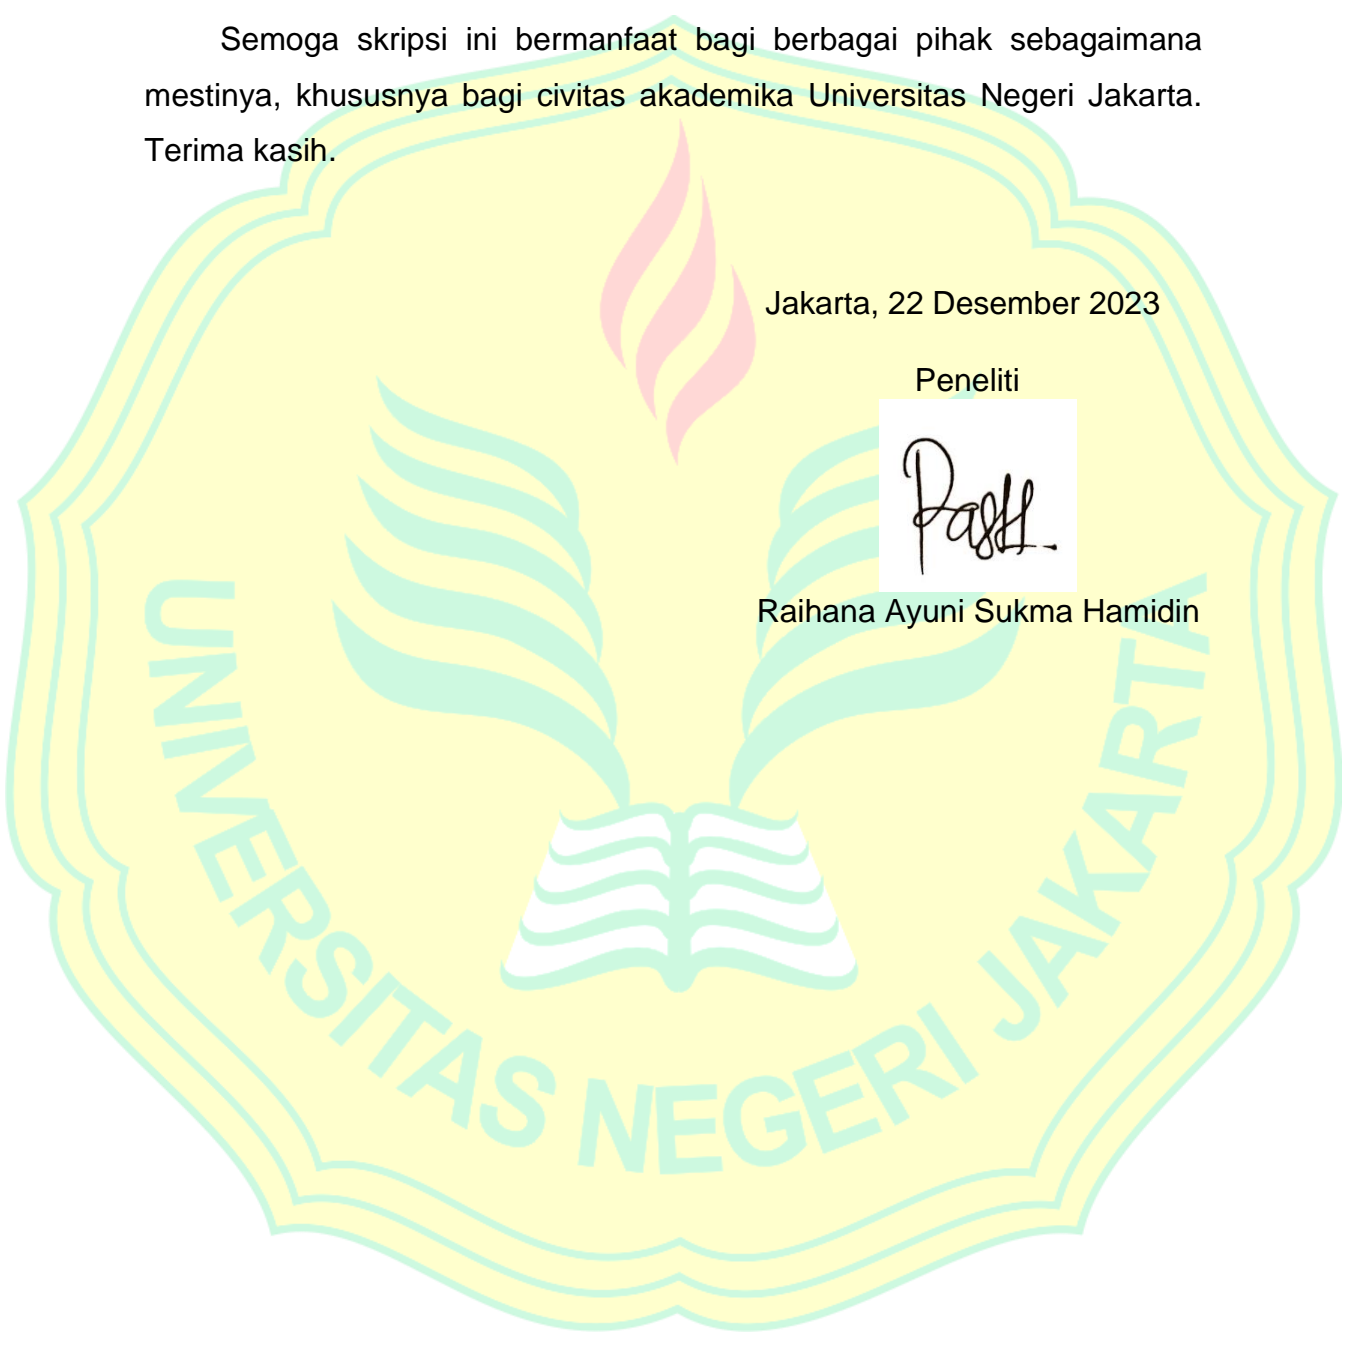 Semoga skripsi ini bermanfaat bagi berbagai pihak sebagaimana
mestinya, khususnya bagi civitas akademika Universitas Negeri Jakarta.
Terima kasih.
Jakarta, 22 Desember 2023
Peneliti
Raihana Ayuni Sukma Hamidin
UNIVERSITAS NEGERI JAKARTA